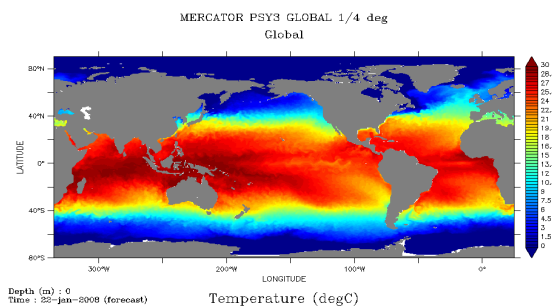 MERCATOR PSY3 GLOBAL 1/4 deg
Global
80°N
40°N
0°
40°S
80°S
LATITUDE
300°W
200°W
100°W
0°
LONGITUDE
30
28.5
27
25.5
24
22.5
21
19.5
18
16.5
15
13.5
12
10.5
9
7.5
6
4.5
3
1.5
0
Depth (m) : 0
Time : 22-jan-2008 (forecast)
Temperature (degC)